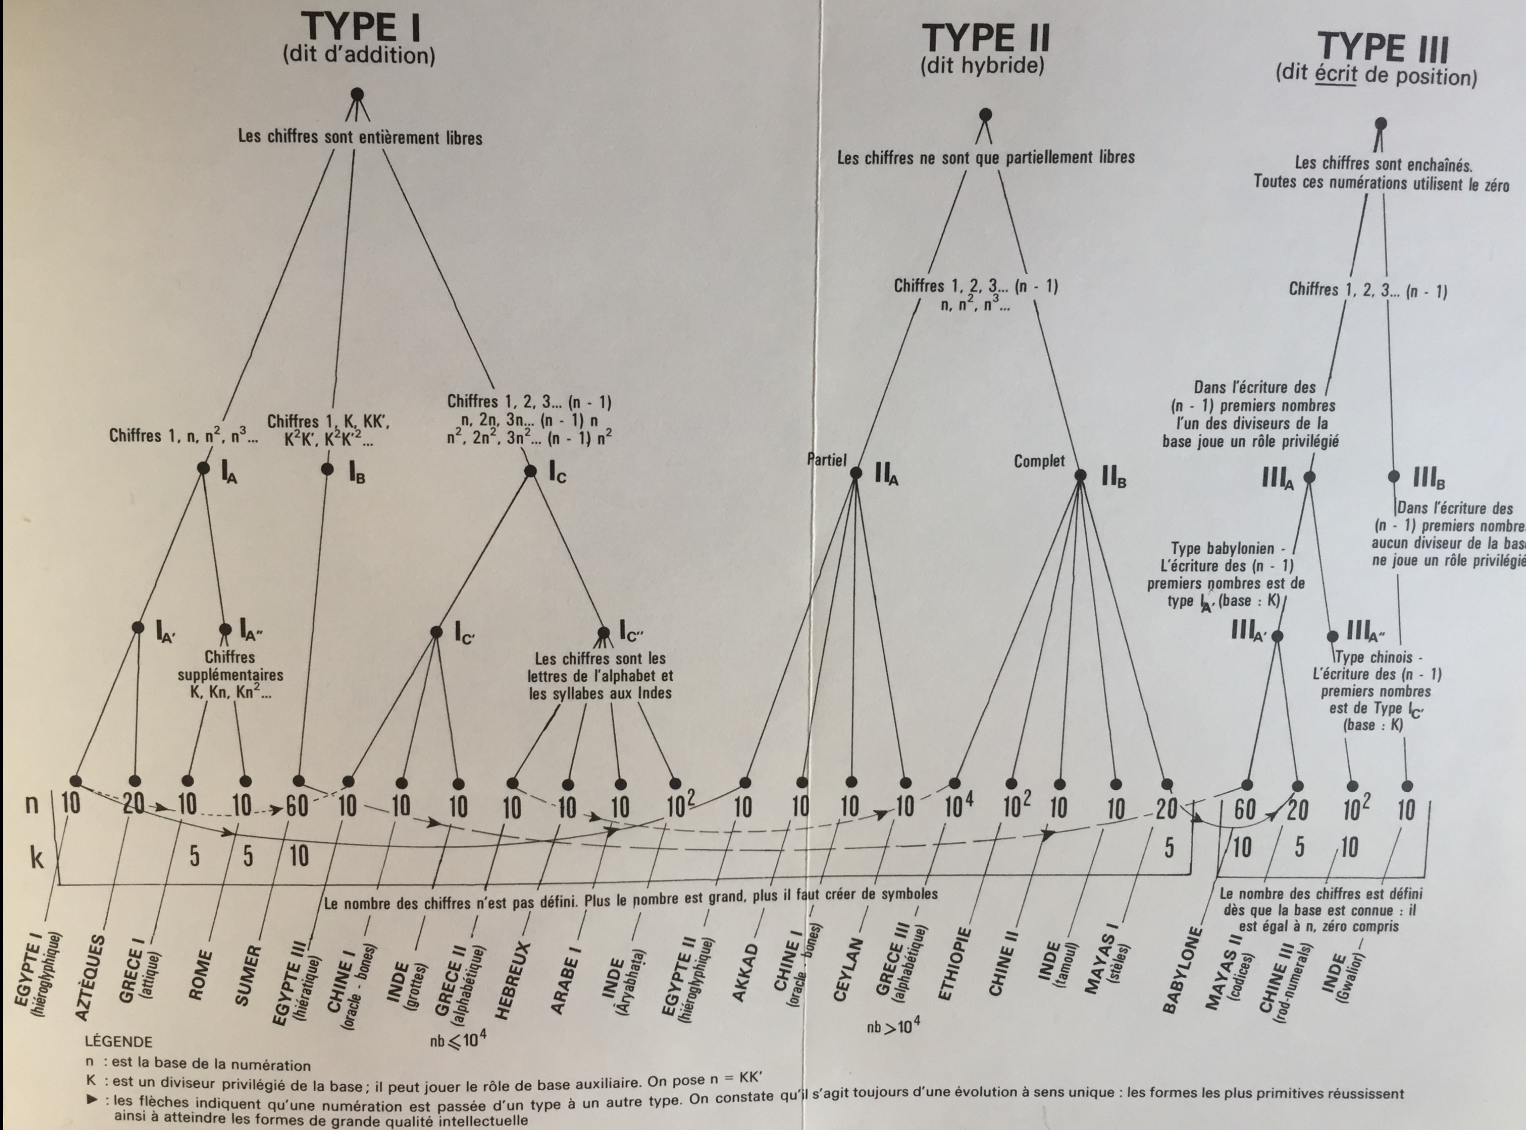 TYPE I
(dit d'addition)
Les chiffres sont entièrement libres
Chiffres 1, n, n², n³...
Chiffres 1, K, KK',
K²K', K²K'²...
Chiffres 1, 2, 3... (n - 1)
n, 2n, 3n... (n - 1) n
n², 2n², 3n²... (n - 1) n²
I_A
I_B
I_C
I_A'
I_A''
Chiffres
supplémentaires
K, Kn, Kn²...
I_C'
I_C''
Les chiffres sont les
lettres de l'alphabet et
les syllabes aux Indes
TYPE II
(dit hybride)
Les chiffres ne sont que partiellement libres
Chiffres 1, 2, 3... (n - 1)
n, n², n³...
Partiel
II_A
Complet
II_B
TYPE III
(dit écrit de position)
Les chiffres sont enchaînés.
Toutes ces numérations utilisent le zéro
Chiffres 1, 2, 3... (n - 1)
Dans l'écriture des
(n - 1) premiers nombres
l'un des diviseurs de la
base joue un rôle privilégié
III_A
III_B
Dans l'écriture des
(n - 1) premiers nombre
aucun diviseur de la bas
ne joue un rôle privilégié
Type babylonien -
L'écriture des (n - 1)
premiers nombres est de
type I_A' (base : K)
III_A'
III_A''
Type chinois -
L'écriture des (n - 1)
premiers nombres
est de Type I_C'
(base : K)
n 10 20 10 10 60 10 10 10 10 10 10 10² 10 10 10 10 10⁴ 10² 10 10 20 60 20 10² 10
k 5 5 10 5 10 5 10
Le nombre des chiffres n'est pas défini. Plus le nombre est grand, plus il faut créer de symboles
Le nombre des chiffres est défini
dès que la base est connue : il
est égal à n, zéro compris
EGYPTE I
(hiéroglyphique)
AZTÈQUES
GRECE I
(attique)
ROME
SUMER
EGYPTE III
(hiératique)
CHINE I
(oracle - bones)
INDE
(grottes)
GRECE II
(alphabétique)
nb ⩽ 10⁴
HEBREUX
ARABE I
INDE
(Āryabhaṭa)
EGYPTE II
(hiéroglyphique)
AKKAD
CHINE I
(oracle - bones)
CEYLAN
GRECE III
(alphabétique)
nb > 10⁴
ETHIOPIE
CHINE II
INDE
(tamoul)
MAYAS I
(stèles)
BABYLONE
MAYAS II
(codices)
CHINE III
(rod-numerals)
INDE
(Gwalior)
LÉGENDE
n : est la base de la numération
K : est un diviseur privilégié de la base ; il peut jouer le rôle de base auxiliaire. On pose n = KK'
► : les flèches indiquent qu'une numération est passée d'un type à un autre type. On constate qu'il s'agit toujours d'une évolution à sens unique : les formes les plus primitives réussissent
ainsi à atteindre les formes de grande qualité intellectuelle